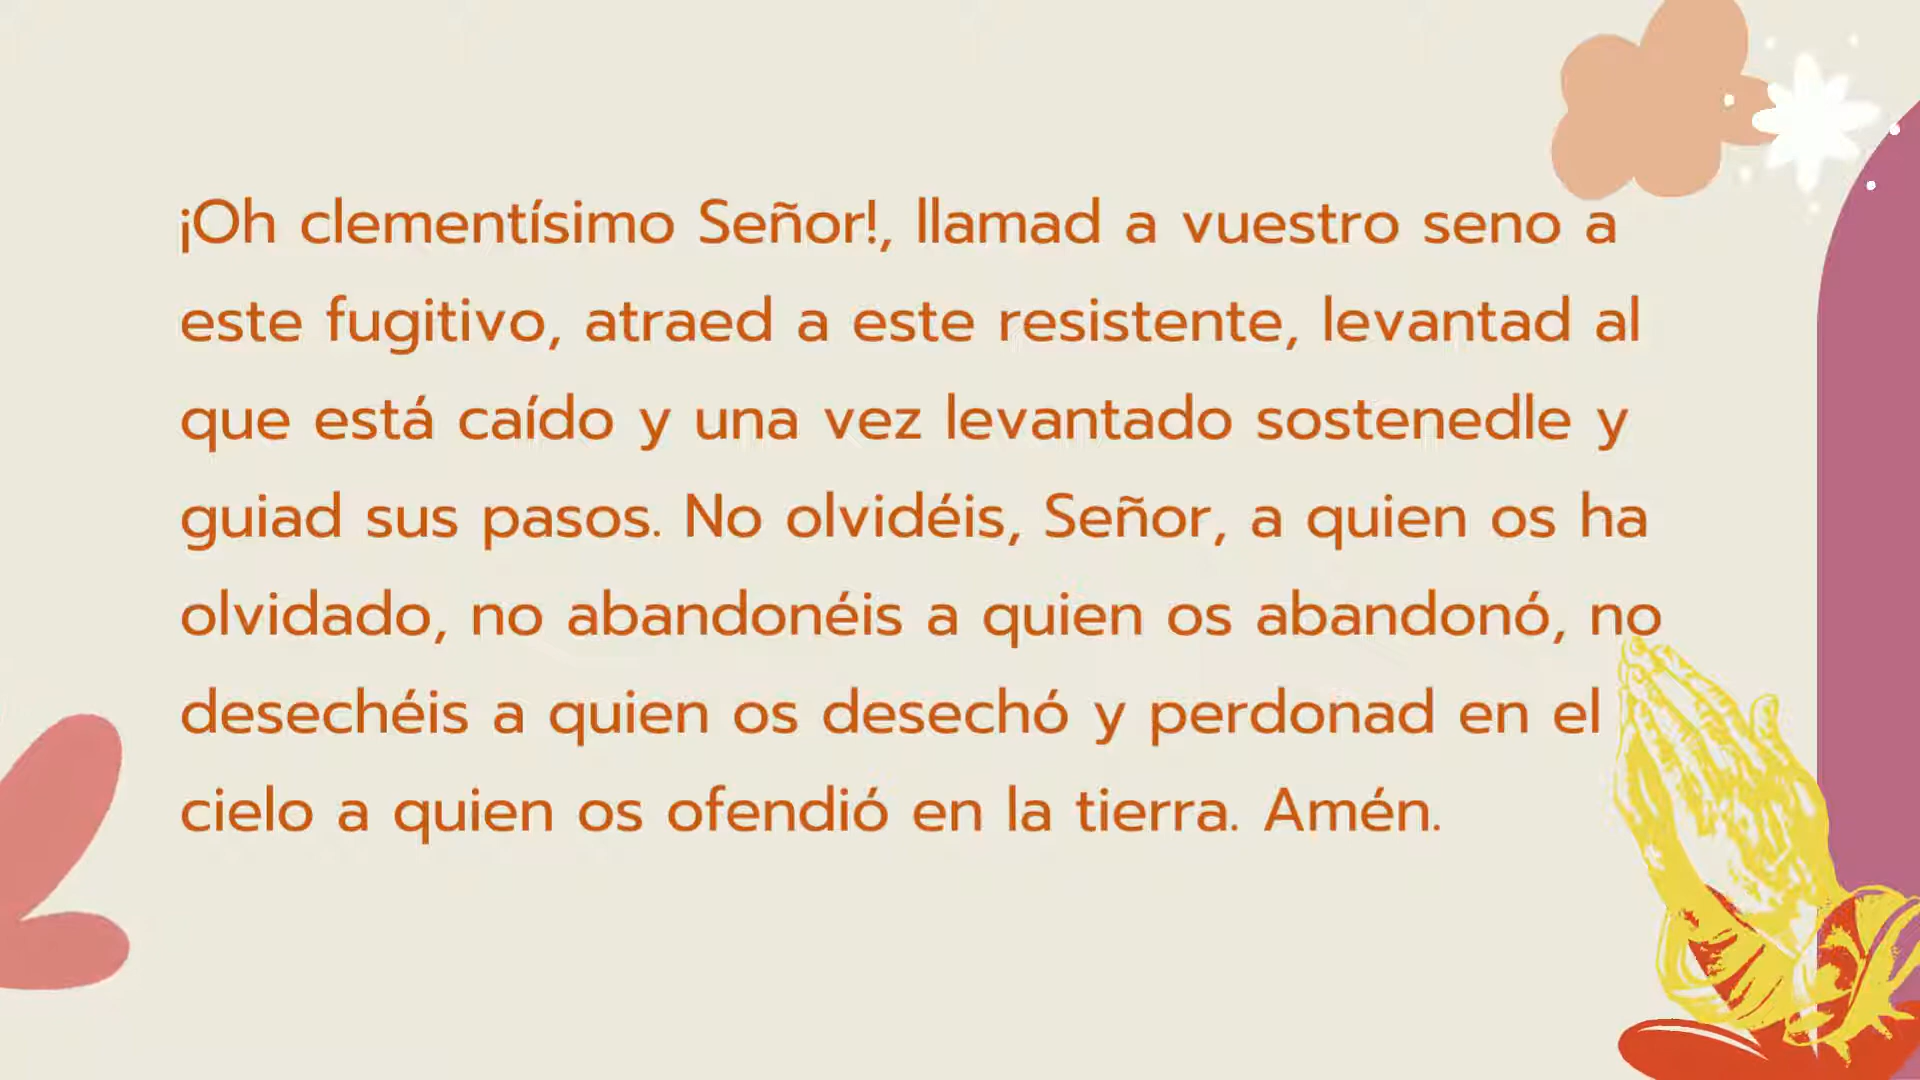 ¡Oh clementísimo Señor!, llamad a vuestro seno a
este fugitivo, atraed a este resistente, levantad al
que está caído y una vez levantado sostenedle y
guiad sus pasos. No olvidéis, Señor, a quien os ha
olvidado, no abandonéis a quien os abandonó, no
desechéis a quien os desechó y perdonad en el
cielo a quien os ofendió en la tierra. Amén.